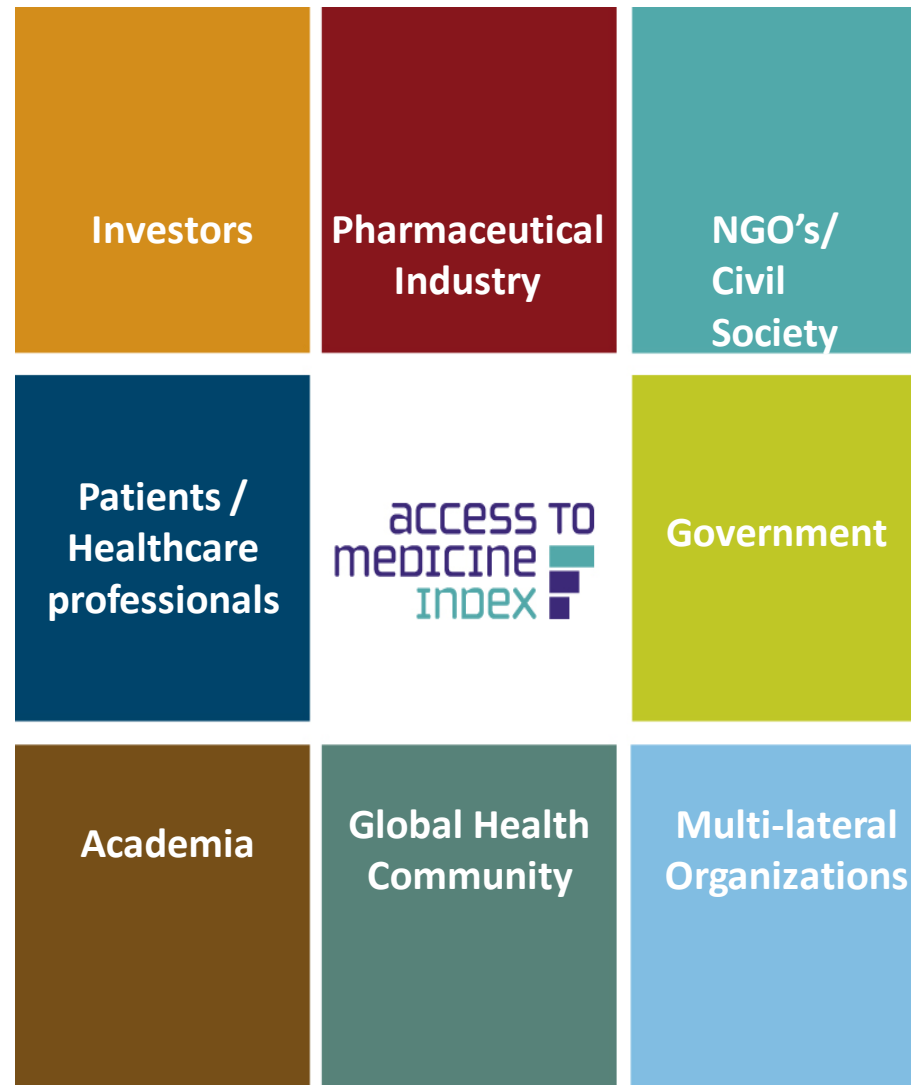 Investors
Pharmaceutical
Industry
NGO’s/
Civil
Society
Patients /
Healthcare
professionals
access to
medicine
index
Government
Academia
Global Health
Community
Multi-lateral
Organizations